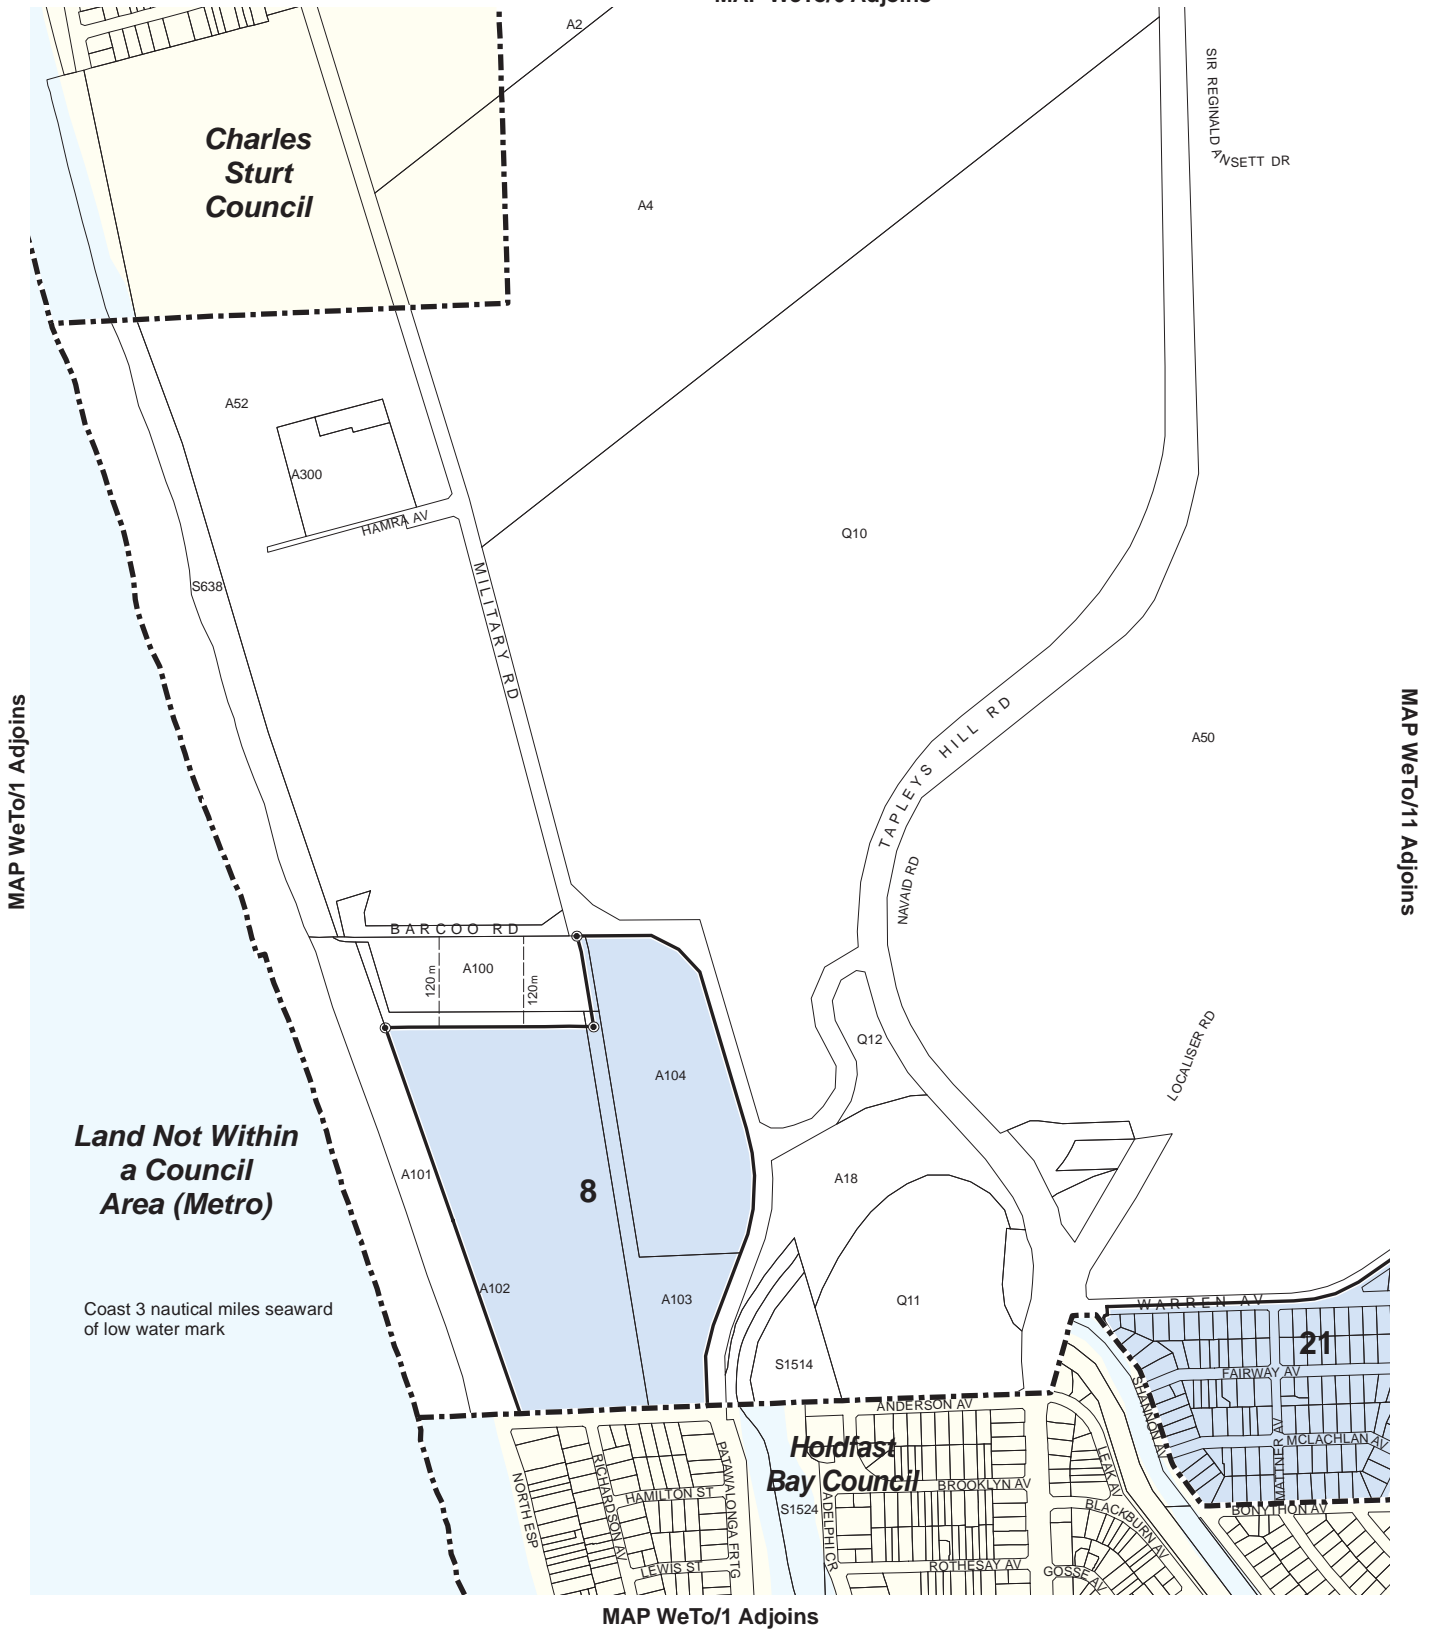 A2
SIR REGINALD ANSETT DR
Charles
Sturt
Council
A4
A52
A300
HAMRA AV
Q10
S638
MILITARY RD
MAP WeTo/1 Adjoins
TAPLEYS HILL RD
A50
MAP WeTo/11 Adjoins
NAVAID RD
BARCOO RD
A100
120 m
120m
Q12
LOCALISER RD
A104
Land Not Within
a Council
Area (Metro)
A101
8
A18
A102
A103
Q11
Coast 3 nautical miles seaward
of low water mark
WARREN AV
21
S1514
FAIRWAY AV
SHANNON AV
ANDERSON AV
MATTNER AV
MCLACHLAN AV
Holdfast
Bay Council
NORTH ESP
RICHARDSON AV
HAMILTON ST
PATAWALONGA FRTG
LEWIS ST
S1524
ADELPHI CR
BROOKLYN AV
LEAK AV
BLACKBURN AV
BONYTHON AV
ROTHESAY AV
GOSSE AV
MAP WeTo/1 Adjoins